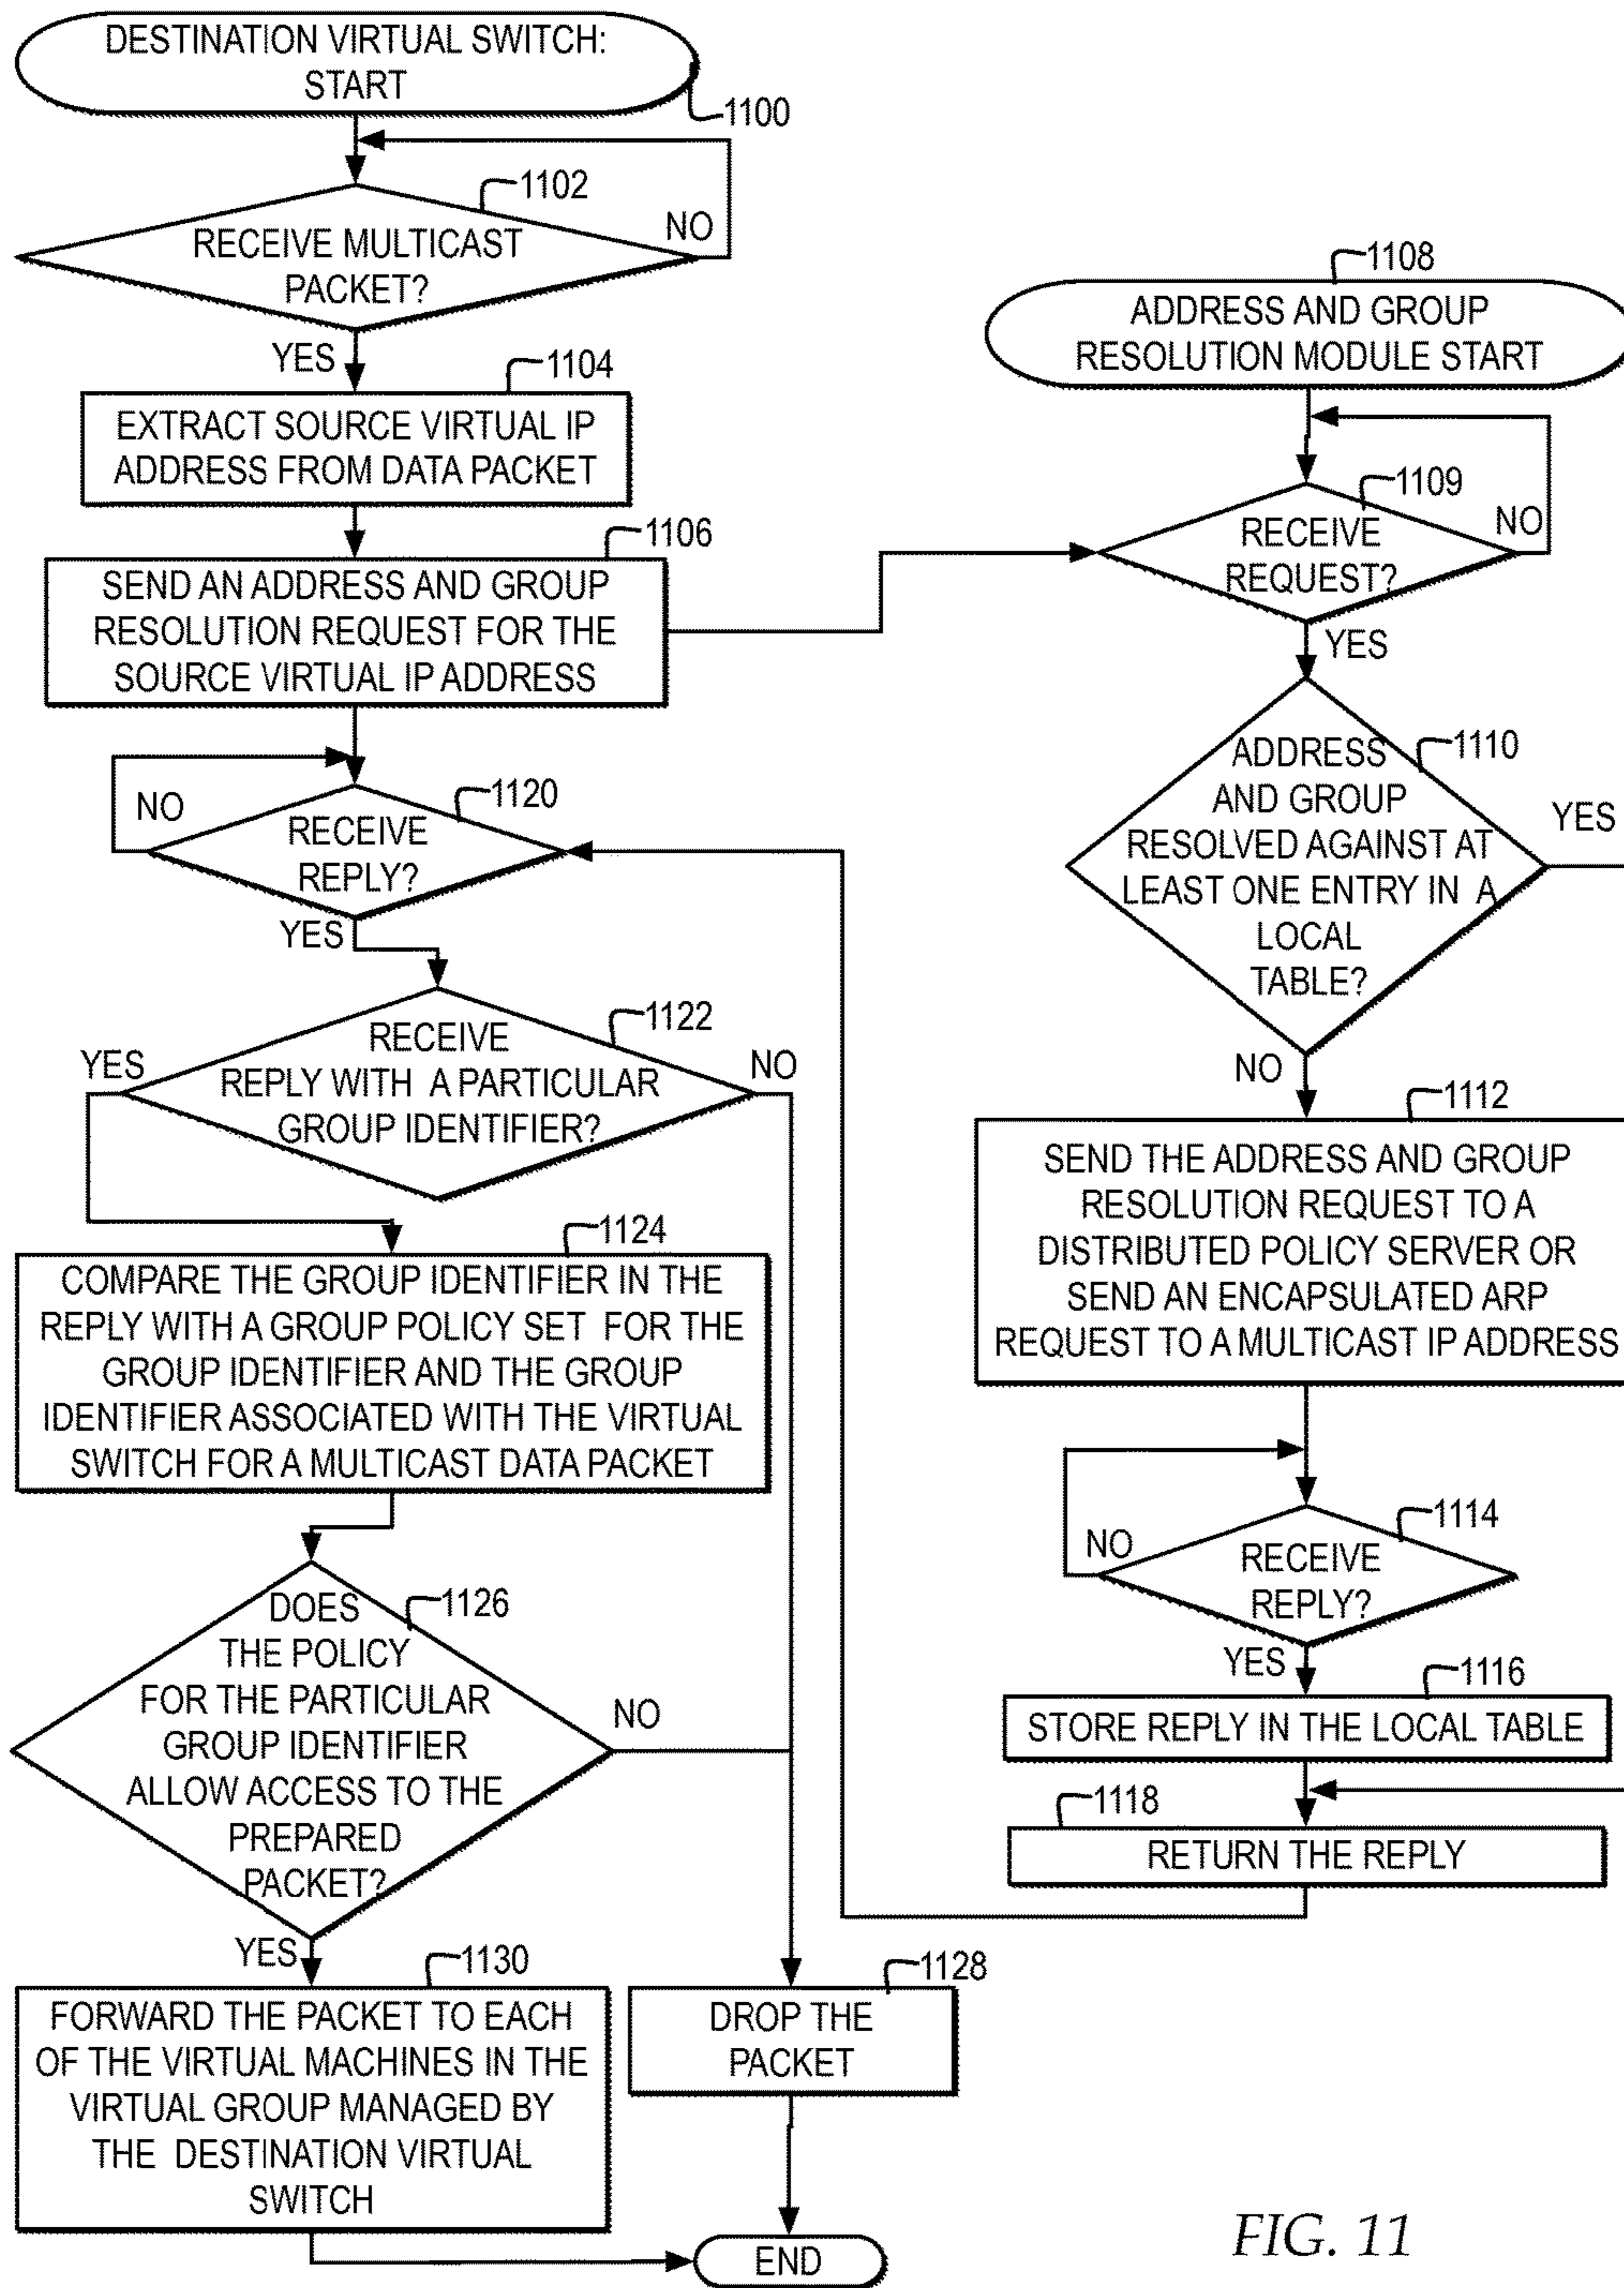 DESTINATION VIRTUAL SWITCH:
START
1100
1102
RECEIVE MULTICAST
PACKET?
NO
YES
1104
EXTRACT SOURCE VIRTUAL IP
ADDRESS FROM DATA PACKET
1106
SEND AN ADDRESS AND GROUP
RESOLUTION REQUEST FOR THE
SOURCE VIRTUAL IP ADDRESS
NO
1120
RECEIVE
REPLY?
YES
1122
RECEIVE
REPLY WITH A PARTICULAR
GROUP IDENTIFIER?
YES
NO
1124
COMPARE THE GROUP IDENTIFIER IN THE
REPLY WITH A GROUP POLICY SET FOR THE
GROUP IDENTIFIER AND THE GROUP
IDENTIFIER ASSOCIATED WITH THE VIRTUAL
SWITCH FOR A MULTICAST DATA PACKET
1126
DOES
THE POLICY
FOR THE PARTICULAR
GROUP IDENTIFIER
ALLOW ACCESS TO THE
PREPARED
PACKET?
NO
YES
1130
FORWARD THE PACKET TO EACH
OF THE VIRTUAL MACHINES IN THE
VIRTUAL GROUP MANAGED BY
THE DESTINATION VIRTUAL
SWITCH
1128
DROP THE
PACKET
END
1108
ADDRESS AND GROUP
RESOLUTION MODULE START
1109
RECEIVE
REQUEST?
NO
YES
1110
ADDRESS
AND GROUP
RESOLVED AGAINST AT
LEAST ONE ENTRY IN A
LOCAL
TABLE?
YES
NO
1112
SEND THE ADDRESS AND GROUP
RESOLUTION REQUEST TO A
DISTRIBUTED POLICY SERVER OR
SEND AN ENCAPSULATED ARP
REQUEST TO A MULTICAST IP ADDRESS
1114
NO
RECEIVE
REPLY?
YES
1116
STORE REPLY IN THE LOCAL TABLE
1118
RETURN THE REPLY
FIG. 11